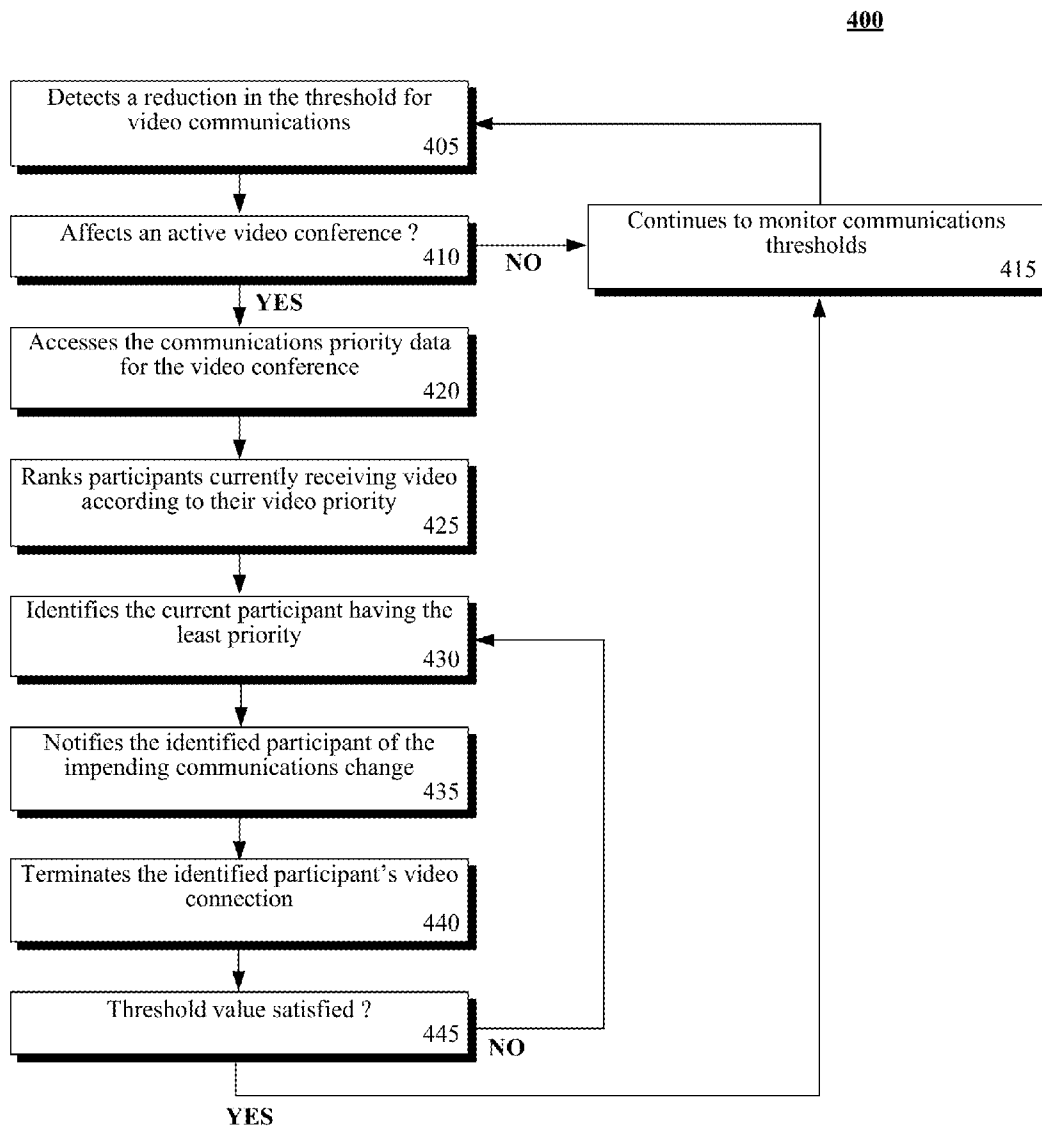 400
Detects a reduction in the threshold for
video communications
405
Affects an active video conference ?
410
NO
Continues to monitor communications
thresholds
415
YES
Accesses the communications priority data
for the video conference
420
Ranks participants currently receiving video
according to their video priority
425
Identifies the current participant having the
least priority
430
Notifies the identified participant of the
impending communications change
435
Terminates the identified participant’s video
connection
440
Threshold value satisfied ?
445
NO
YES